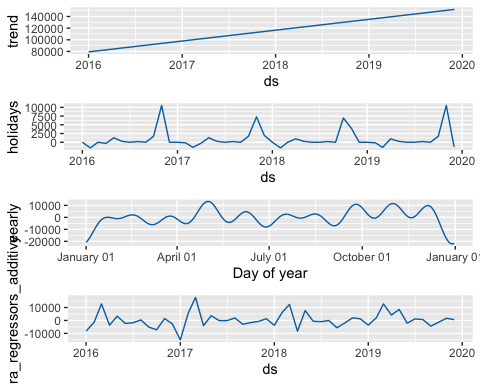 trend
140000
120000
100000
80000
2016 2017 2018 2019 2020
ds
holidays
10000
7500
5000
2500
0
2016 2017 2018 2019 2020
ds
yearly
10000
0
-10000
-20000
January 01 April 01 July 01 October 01 January 01
Day of year
ra_regressors_additive
10000
0
-10000
2016 2017 2018 2019 2020
ds